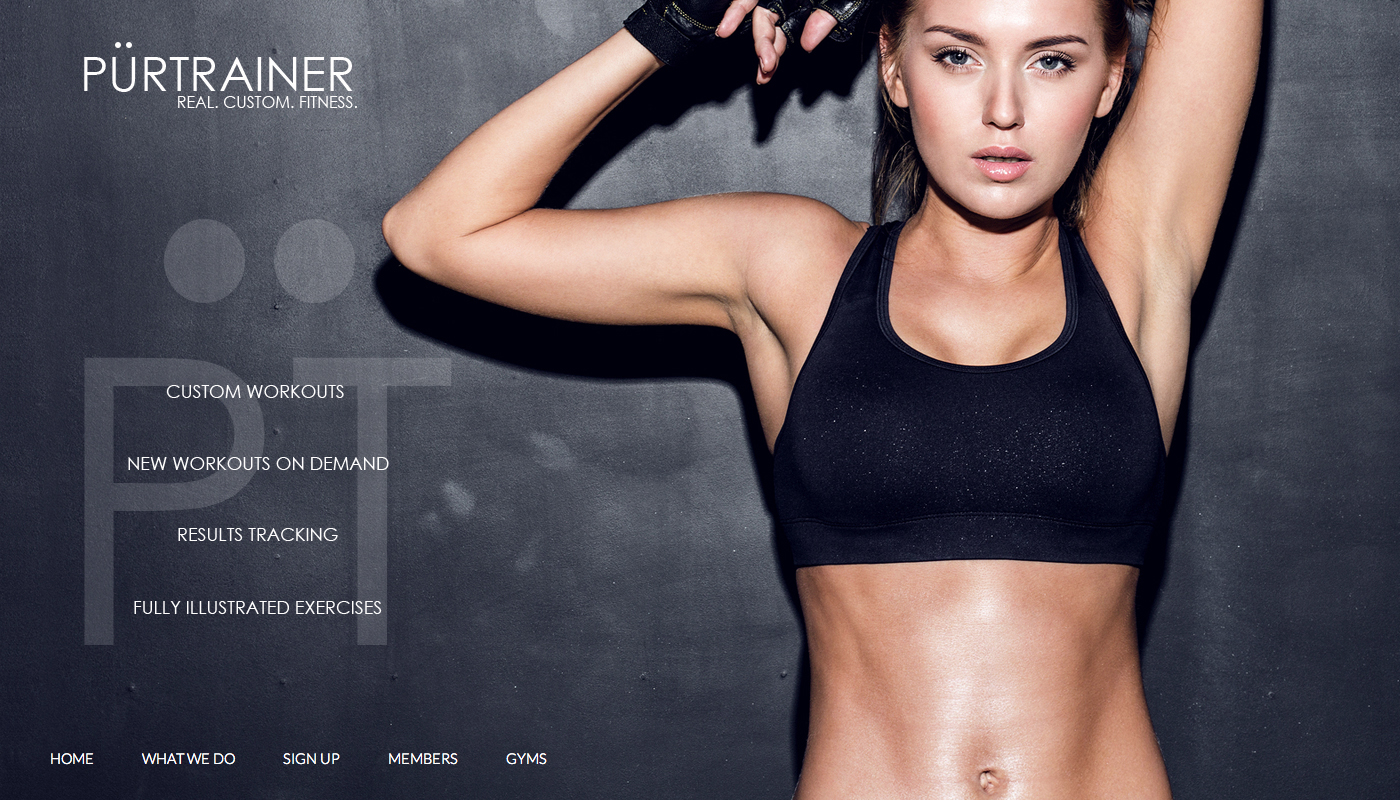 PÜRTRAINER
REAL. CUSTOM. FITNESS.
PT
CUSTOM WORKOUTS
NEW WORKOUTS ON DEMAND
RESULTS TRACKING
FULLY ILLUSTRATED EXERCISES
HOME WHAT WE DO SIGN UP MEMBERS GYMS